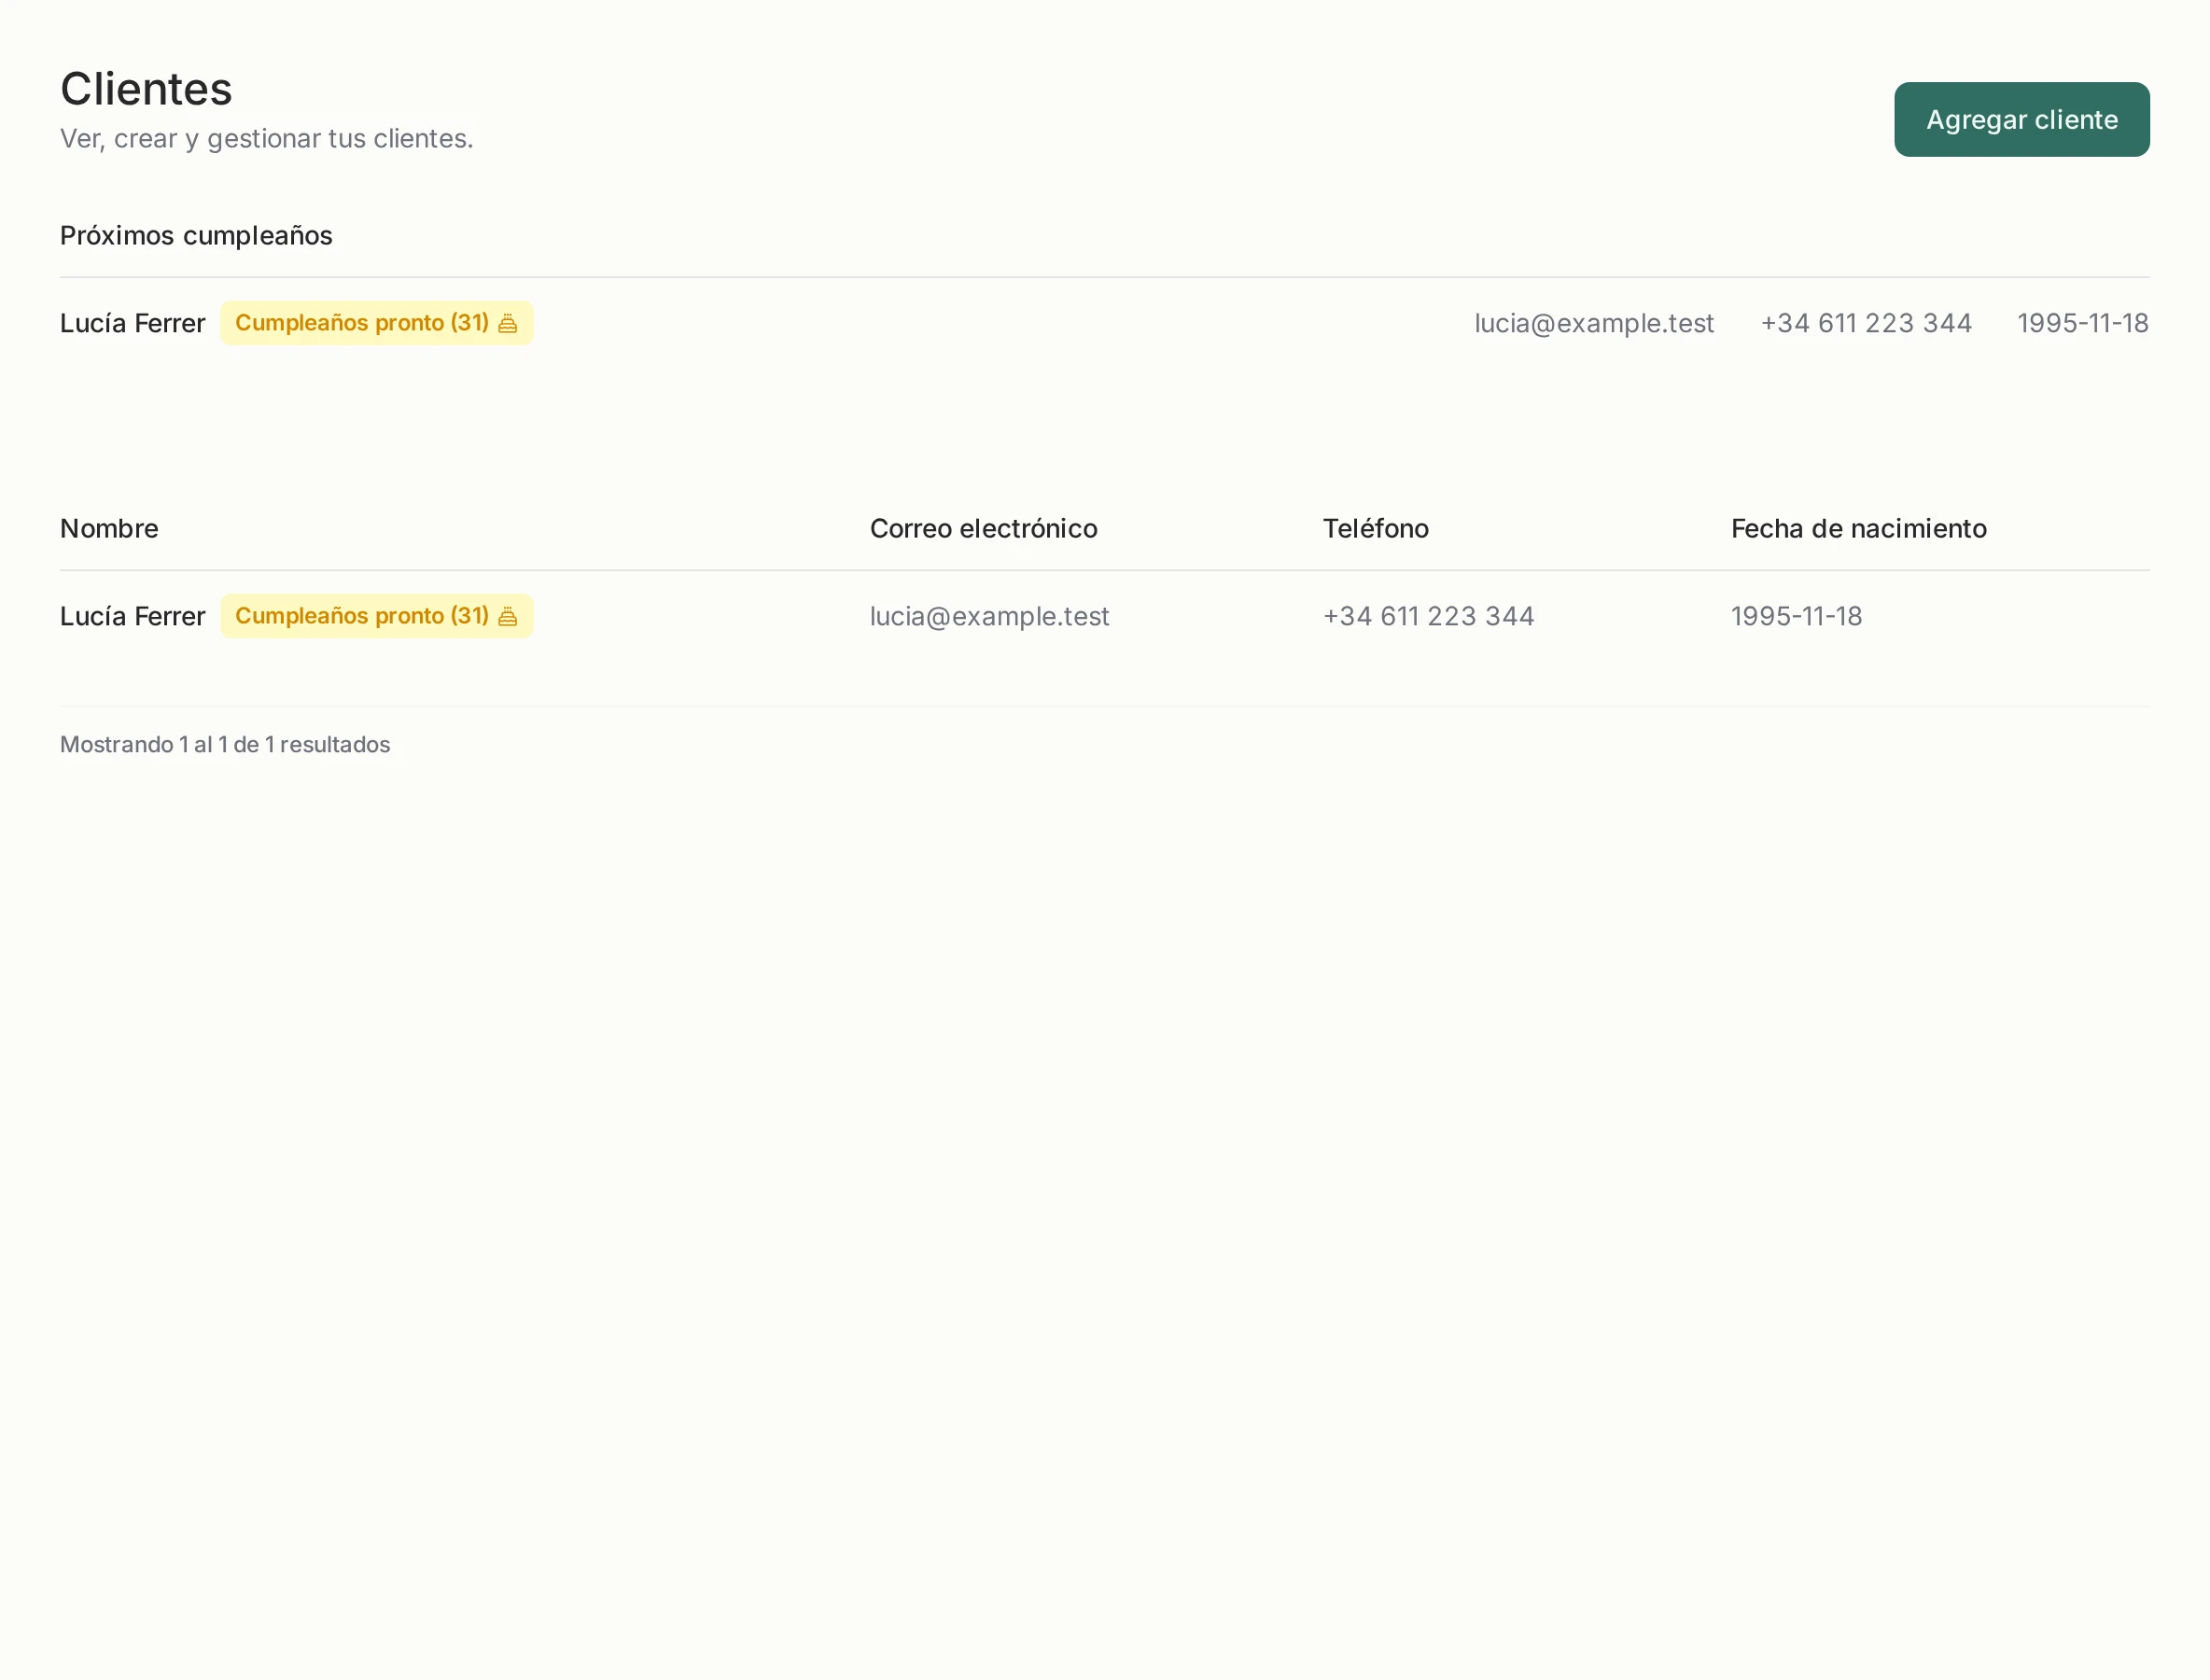 Clientes
Ver, crear y gestionar tus clientes.
Agregar cliente
Próximos cumpleaños
Lucía Ferrer Cumpleaños pronto (31) lucia@example.test +34 611 223 344 1995-11-18
Nombre Correo electrónico Teléfono Fecha de nacimiento
Lucía Ferrer Cumpleaños pronto (31) lucia@example.test +34 611 223 344 1995-11-18
Mostrando 1 al 1 de 1 resultados